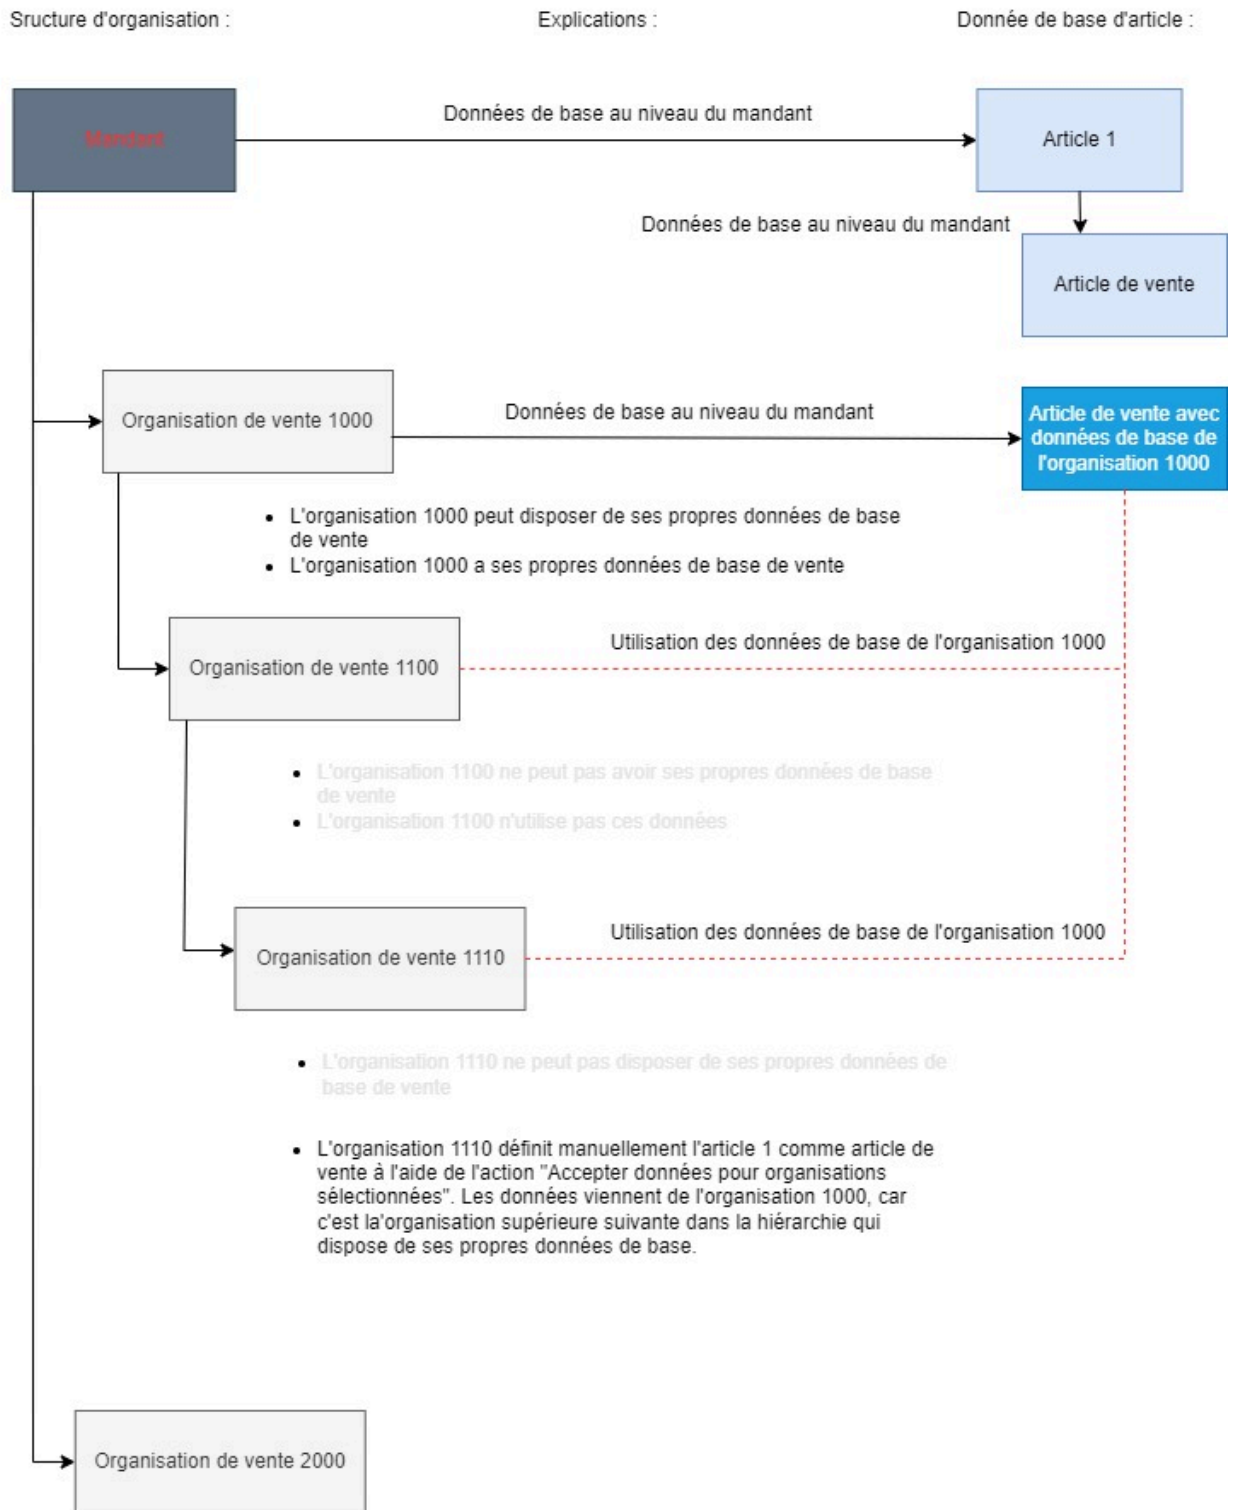 Sructure d'organisation :
Explications :
Donnée de base d'article :
Mandant
Données de base au niveau du mandant
Article 1
Données de base au niveau du mandant
Article de vente
Organisation de vente 1000
Données de base au niveau du mandant
Article de vente avec
données de base de
l'organisation 1000
• L'organisation 1000 peut disposer de ses propres données de base
de vente
• L'organisation 1000 a ses propres données de base de vente
Organisation de vente 1100
Utilisation des données de base de l'organisation 1000
• L'organisation 1100 ne peut pas avoir ses propres données de base
de vente
• L'organisation 1100 n'utilise pas ces données
Organisation de vente 1110
Utilisation des données de base de l'organisation 1000
• L'organisation 1110 ne peut pas disposer de ses propres données de
base de vente
• L'organisation 1110 définit manuellement l'article 1 comme article de
vente à l'aide de l'action "Accepter données pour organisations
sélectionnées". Les données viennent de l'organisation 1000, car
c'est la'organisation supérieure suivante dans la hiérarchie qui
dispose de ses propres données de base.
Organisation de vente 2000